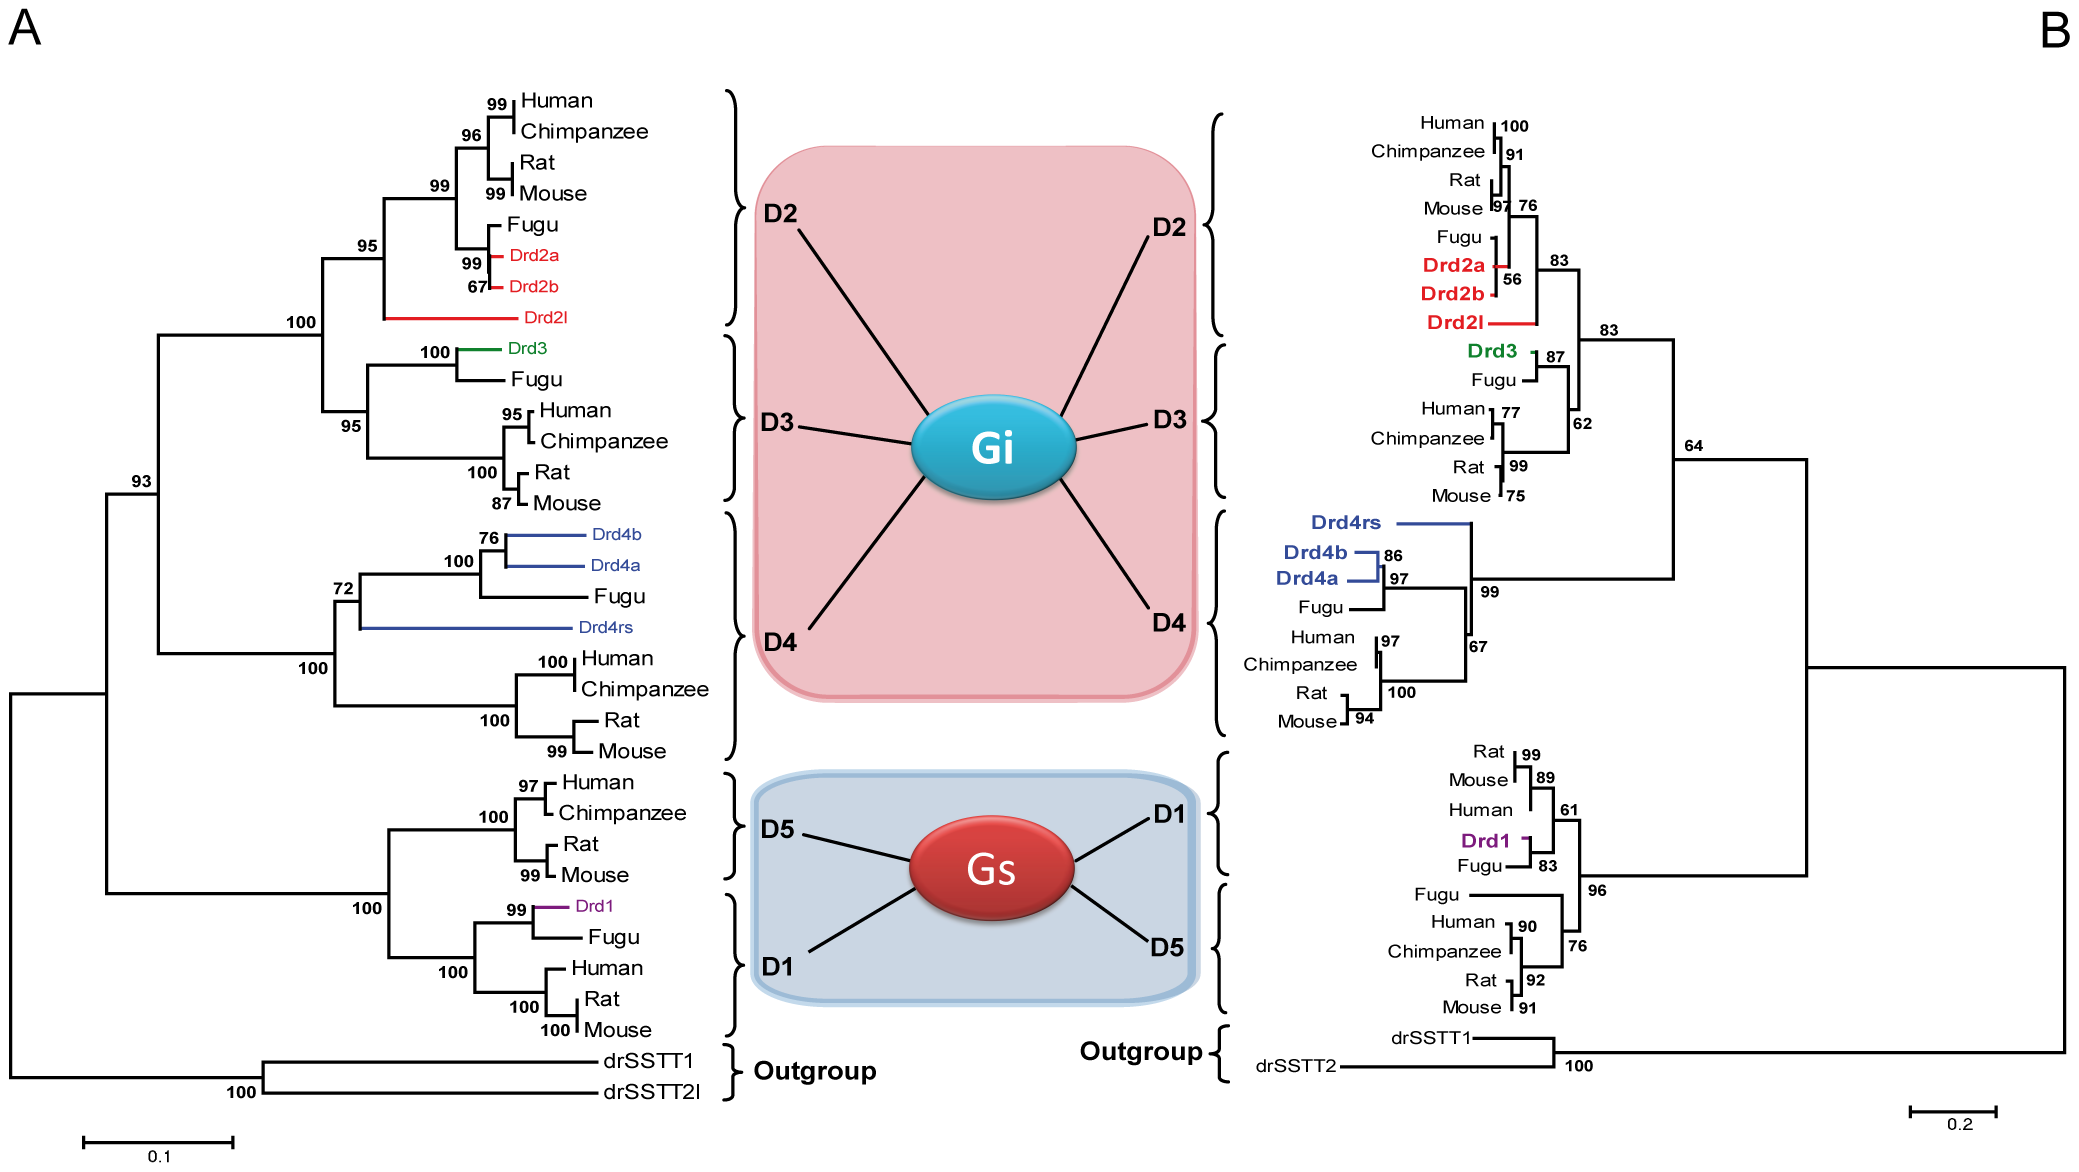 A
B
99
Human
Chimpanzee
96
Rat
99
Mouse
99
Fugu
95
Drd2a
99
67
Drd2b
Drd2l
100
Drd3
100
Fugu
95
Human
95
Chimpanzee
100
Rat
87
Mouse
93
Drd4b
76
Drd4a
100
Fugu
72
Drd4rs
100
Human
100
Chimpanzee
100
Rat
99
Mouse
97
Human
Chimpanzee
100
Rat
99
Mouse
100
Drd1
99
Fugu
100
Human
100
Rat
100
Mouse
drSSTT1
100
drSSTT2l
Outgroup
0.1
D2
D3
D4
Gi
D2
D3
D4
D5
D1
Gs
D1
D5
Human
100
Chimpanzee
91
Rat
Mouse
97
76
Fugu
Drd2a
56
Drd2b
83
Drd2l
83
Drd3
87
Fugu
62
Human
77
Chimpanzee
Rat
99
Mouse
75
64
Drd4rs
Drd4b
86
Drd4a
97
99
Fugu
Human
97
67
Chimpanzee
Rat
100
Mouse
94
Rat
99
Mouse
89
Human
61
Drd1
Fugu
83
96
Fugu
Human
90
Chimpanzee
76
Rat
92
Mouse
91
Outgroup
drSSTT1
drSSTT2
100
0.2